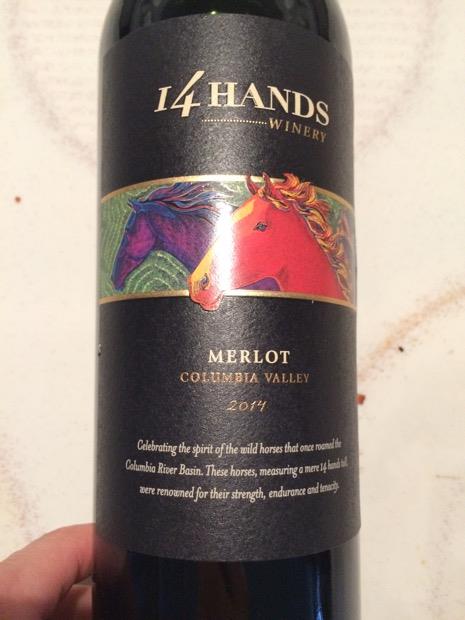 14 HANDS
WINERY
MERLOT
COLUMBIA VALLEY
2014
Celebrating the spirit of the wild horses that once roamed the
Columbia River Basin. These horses, measuring a mere 14 hands tall,
were renowned for their strength, endurance and tenacity.